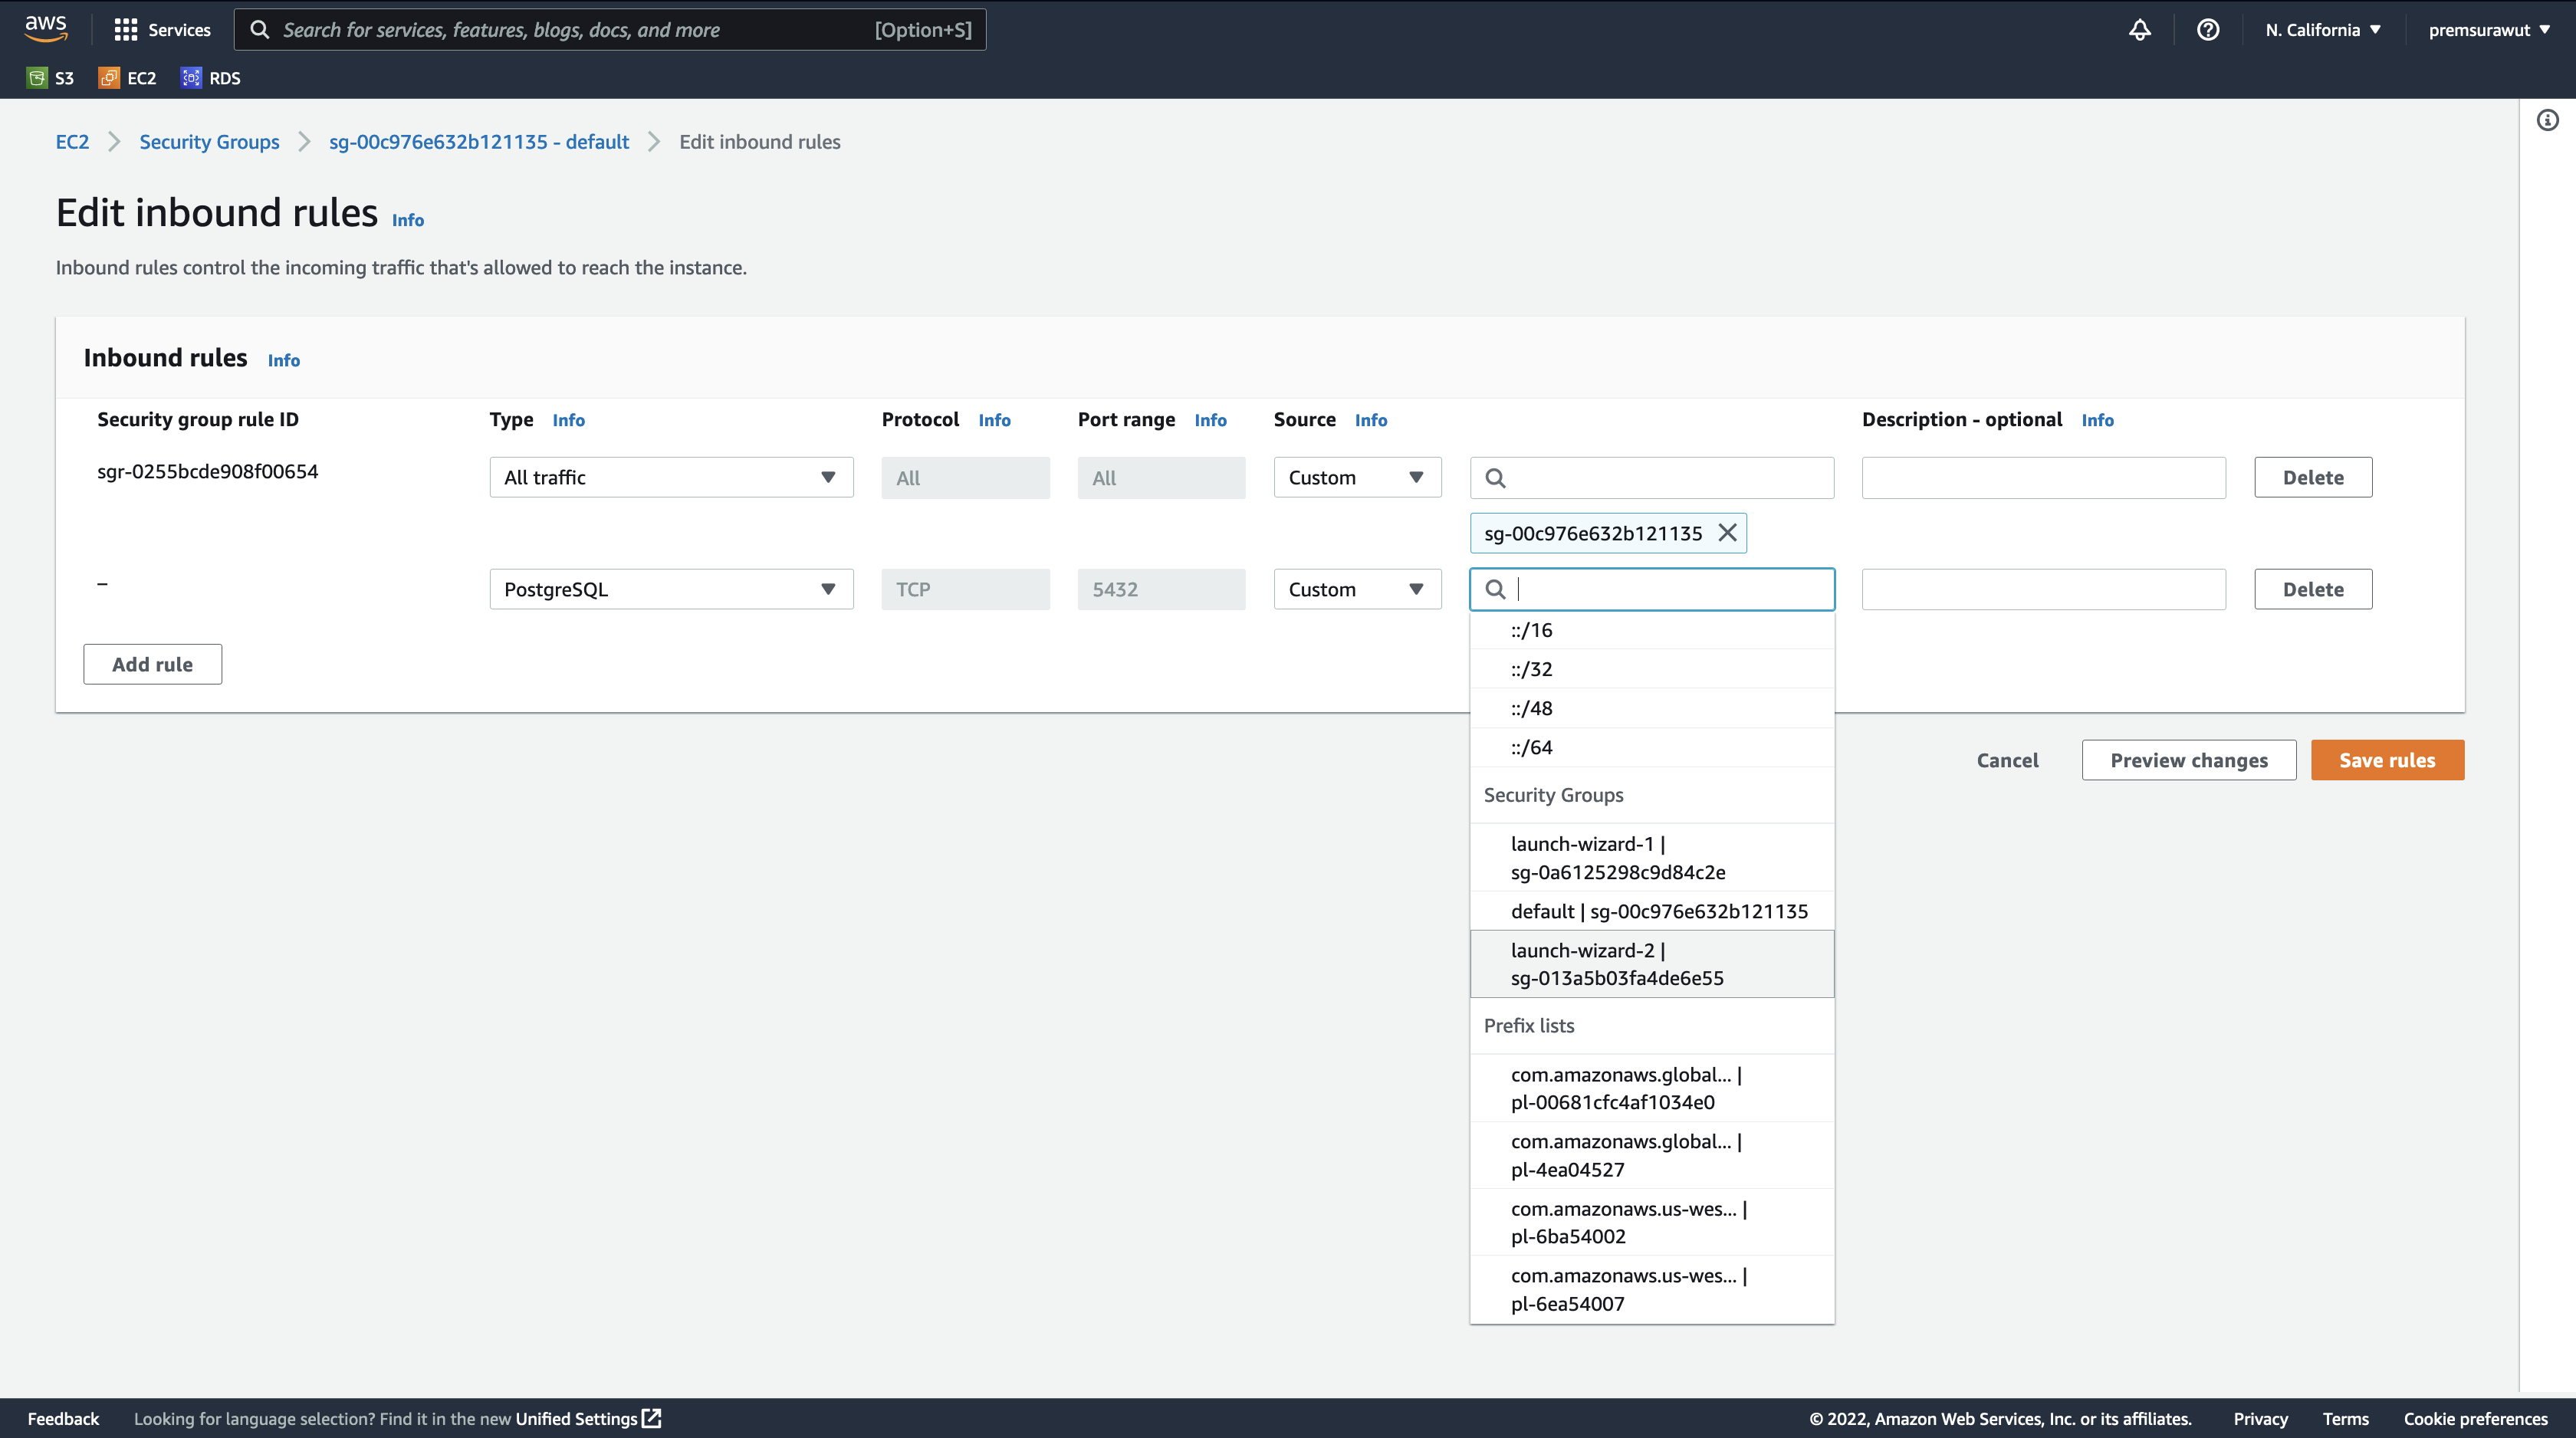 aws Services Search for services, features, blogs, docs, and more [Option+S] N. California premsurawut
S3 EC2 RDS
EC2 Security Groups sg-00c976e632b121135 - default Edit inbound rules
Edit inbound rules Info
Inbound rules control the incoming traffic that's allowed to reach the instance.
Inbound rules Info
Security group rule ID Type Info Protocol Info Port range Info Source Info Description - optional Info
sgr-0255bcde908f00654 All traffic All All Custom Delete
sg-00c976e632b121135
– PostgreSQL TCP 5432 Custom Delete
::/16
Add rule
::/32
::/48
::/64
Cancel Preview changes Save rules
Security Groups
launch-wizard-1 |
sg-0a6125298c9d84c2e
default | sg-00c976e632b121135
launch-wizard-2 |
sg-013a5b03fa4de6e55
Prefix lists
com.amazonaws.global... |
pl-00681cfc4af1034e0
com.amazonaws.global... |
pl-4ea04527
com.amazonaws.us-wes... |
pl-6ba54002
com.amazonaws.us-wes... |
pl-6ea54007
Feedback Looking for language selection? Find it in the new Unified Settings © 2022, Amazon Web Services, Inc. or its affiliates. Privacy Terms Cookie preferences